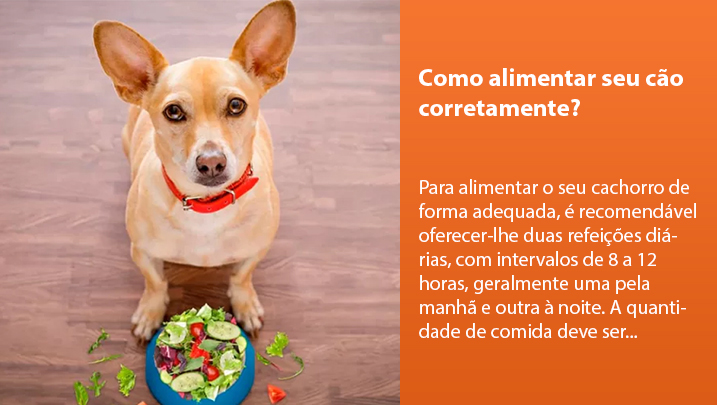 Como alimentar seu cão
corretamente?
Para alimentar o seu cachorro de
forma adequada, é recomendável
oferecer-lhe duas refeições diá-
rias, com intervalos de 8 a 12
horas, geralmente uma pela
manhã e outra à noite. A quanti-
dade de comida deve ser...